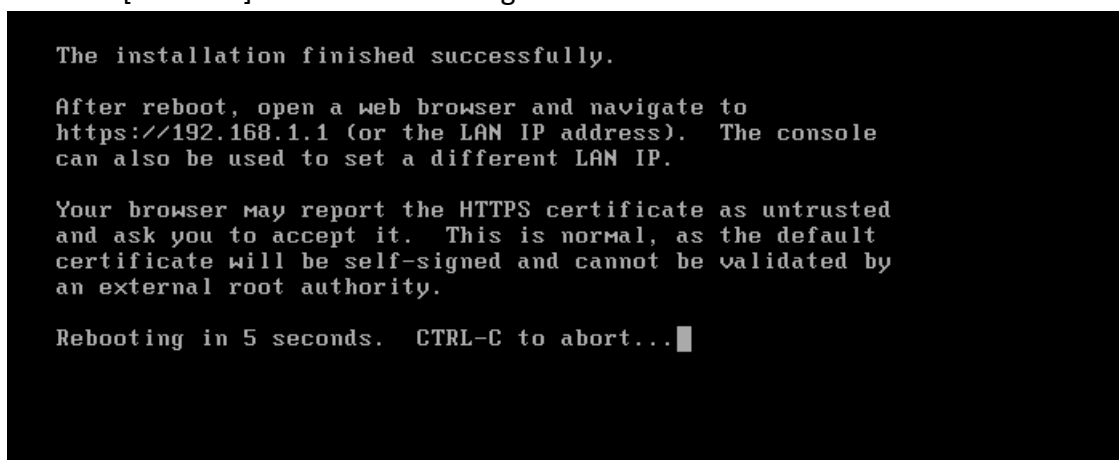 The installation finished successfully.
After reboot, open a web browser and navigate to
https://192.168.1.1 (or the LAN IP address).  The console
can also be used to set a different LAN IP.
Your browser may report the HTTPS certificate as untrusted
and ask you to accept it.  This is normal, as the default
certificate will be self-signed and cannot be validated by
an external root authority.
Rebooting in 5 seconds.  CTRL-C to abort...